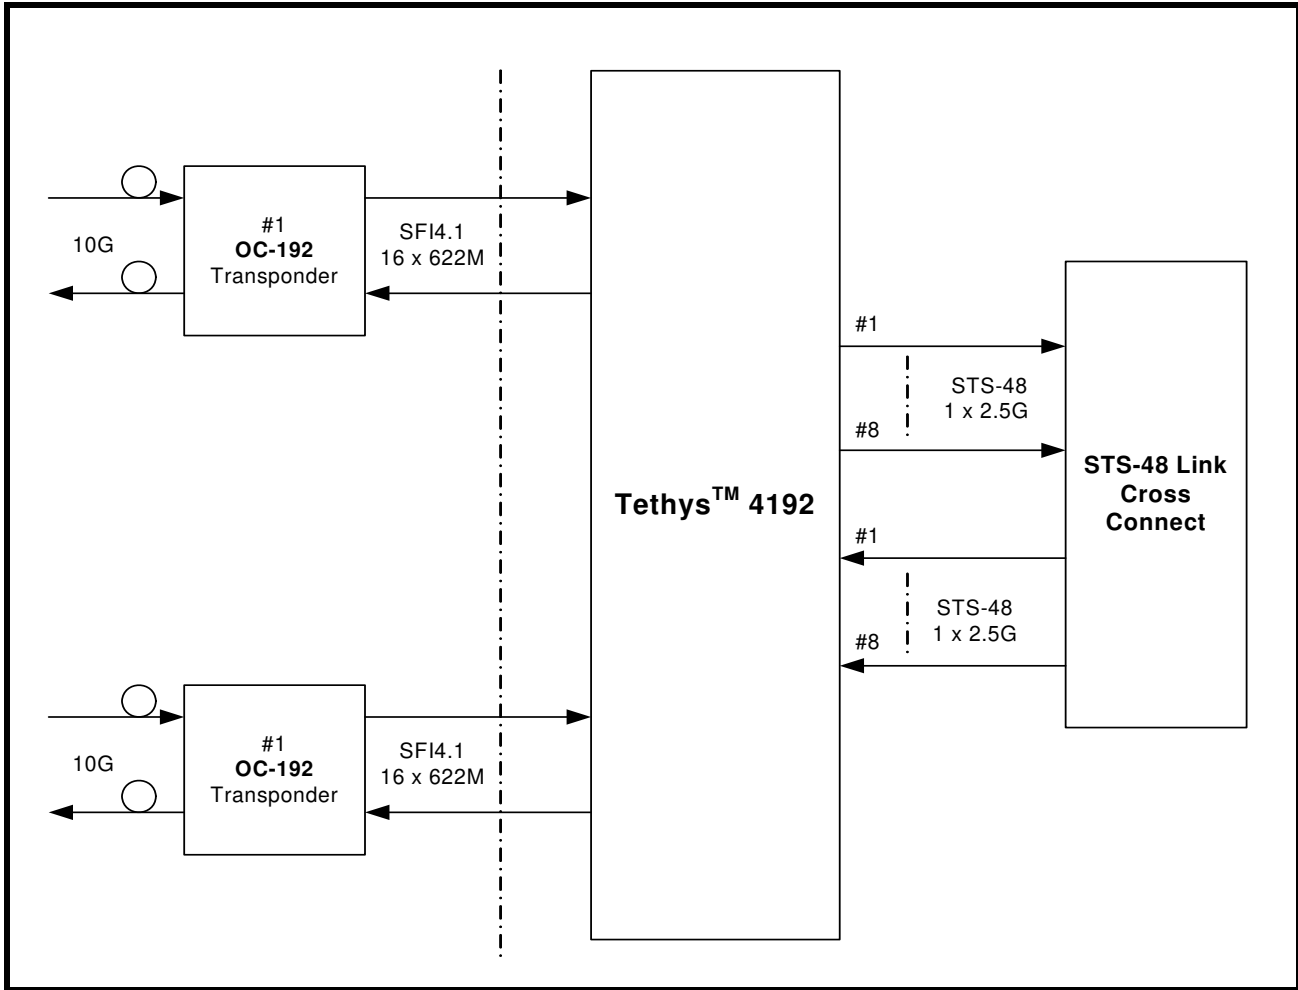 10G
#1
OC-192
Transponder
SFI4.1
16 x 622M
Tethys™ 4192
#1
STS-48
1 x 2.5G
#8
#1
STS-48
1 x 2.5G
#8
STS-48 Link
Cross
Connect
10G
#1
OC-192
Transponder
SFI4.1
16 x 622M